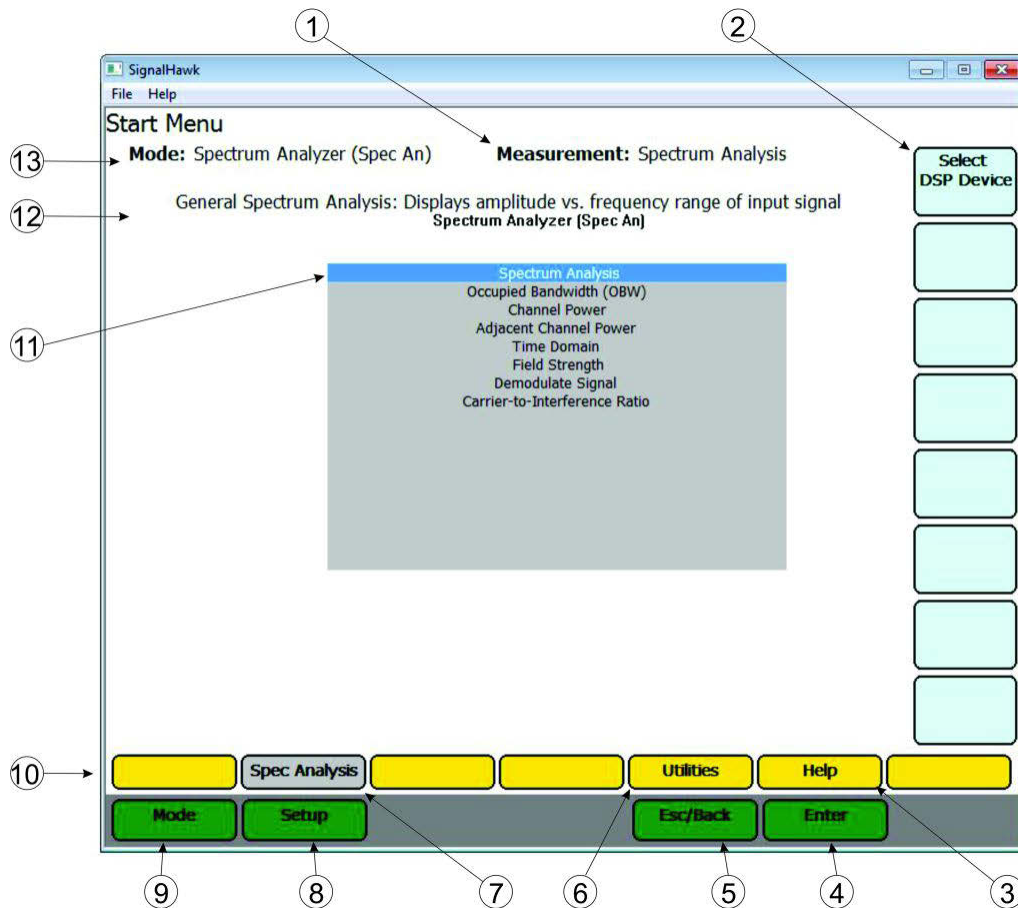 1
2
SignalHawk
File Help
Start Menu
13
Mode: Spectrum Analyzer (Spec An) Measurement: Spectrum Analysis
Select
DSP Device
12
General Spectrum Analysis: Displays amplitude vs. frequency range of input signal
Spectrum Analyzer (Spec An)
11
Spectrum Analysis
Occupied Bandwidth (OBW)
Channel Power
Adjacent Channel Power
Time Domain
Field Strength
Demodulate Signal
Carrier-to-Interference Ratio
10
Spec Analysis Utilities Help
Mode Setup Esc/Back Enter
9 8 7 6 5 4 3